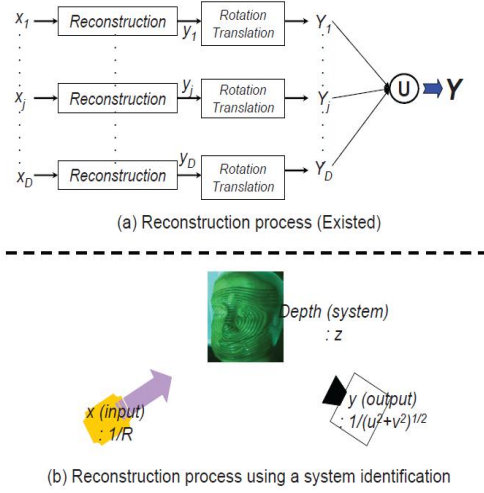 x1 Reconstruction y1 Rotation Translation Y1
xj Reconstruction yj Rotation Translation Yj U Y
xD Reconstruction yD Rotation Translation YD
(a) Reconstruction process (Existed)
Depth (system)
: z
x (input)
: 1/R
y (output)
: 1/(u²+v²)¹/²
(b) Reconstruction process using a system identification